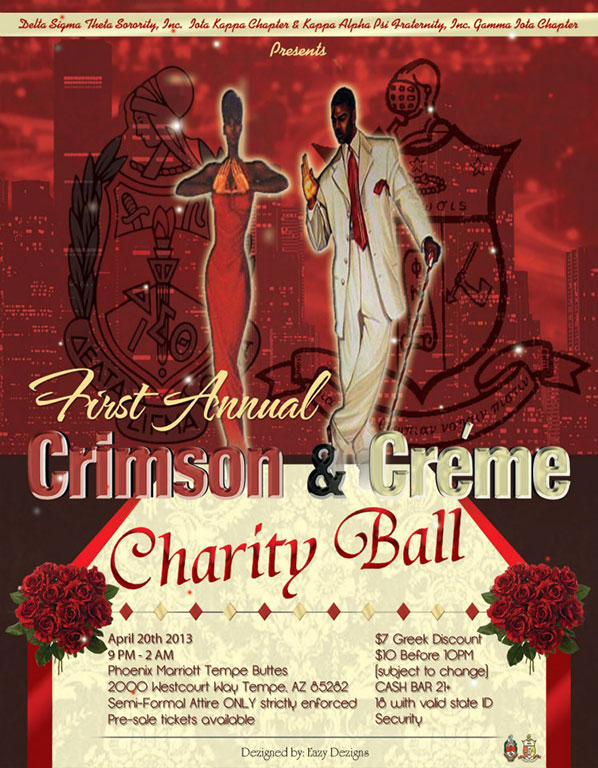 Delta Sigma Theta Sorority, Inc. Iota Kappa Chapter & Kappa Alpha Psi Fraternity, Inc. Gamma Iota Chapter
Presents
First Annual
Crimson & Créme
Charity Ball
April 20th 2013
9 PM - 2 AM
Phoenix Marriott Tempe Buttes
2000 Westcourt Way Tempe, AZ 85282
Semi-Formal Attire ONLY strictly enforced
Pre-sale tickets available
$7 Greek Discount
$10 Before 10PM
(subject to change)
CASH BAR 21+
18 with valid state ID
Security
Dezigned by: Eazy Dezigns